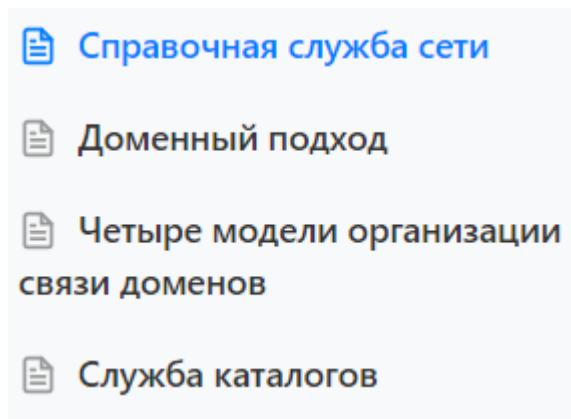 Справочная служба сети
Доменный подход
Четыре модели организации
связи доменов
Служба каталогов